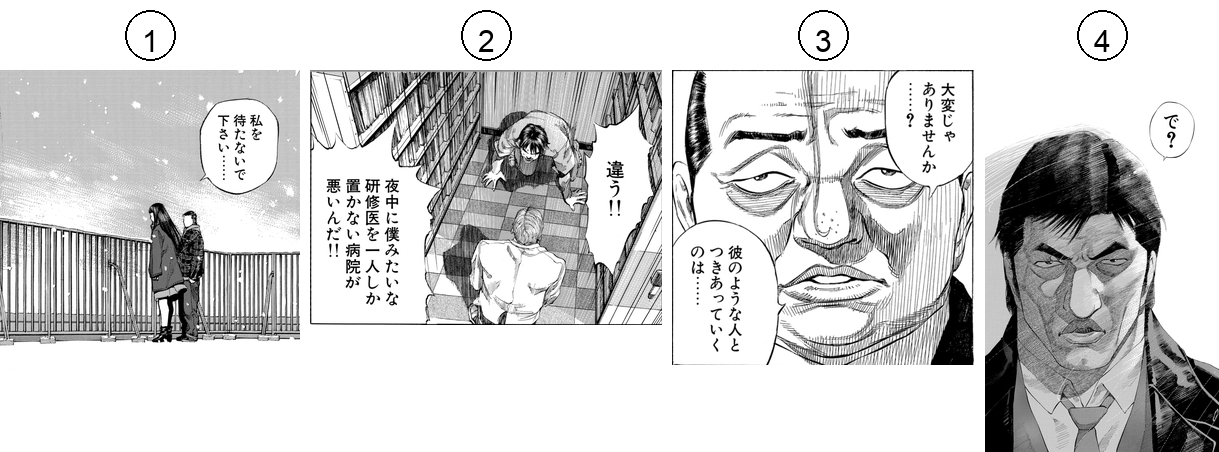 1
私を
待たないで
下さい……
2
違う!!
夜中に僕みたいな
研修医を一人しか
置かない病院が
悪いんだ!!
3
大変じゃ
ありませんか
………?
彼のような人と
つきあっていく
のは……
4
で?